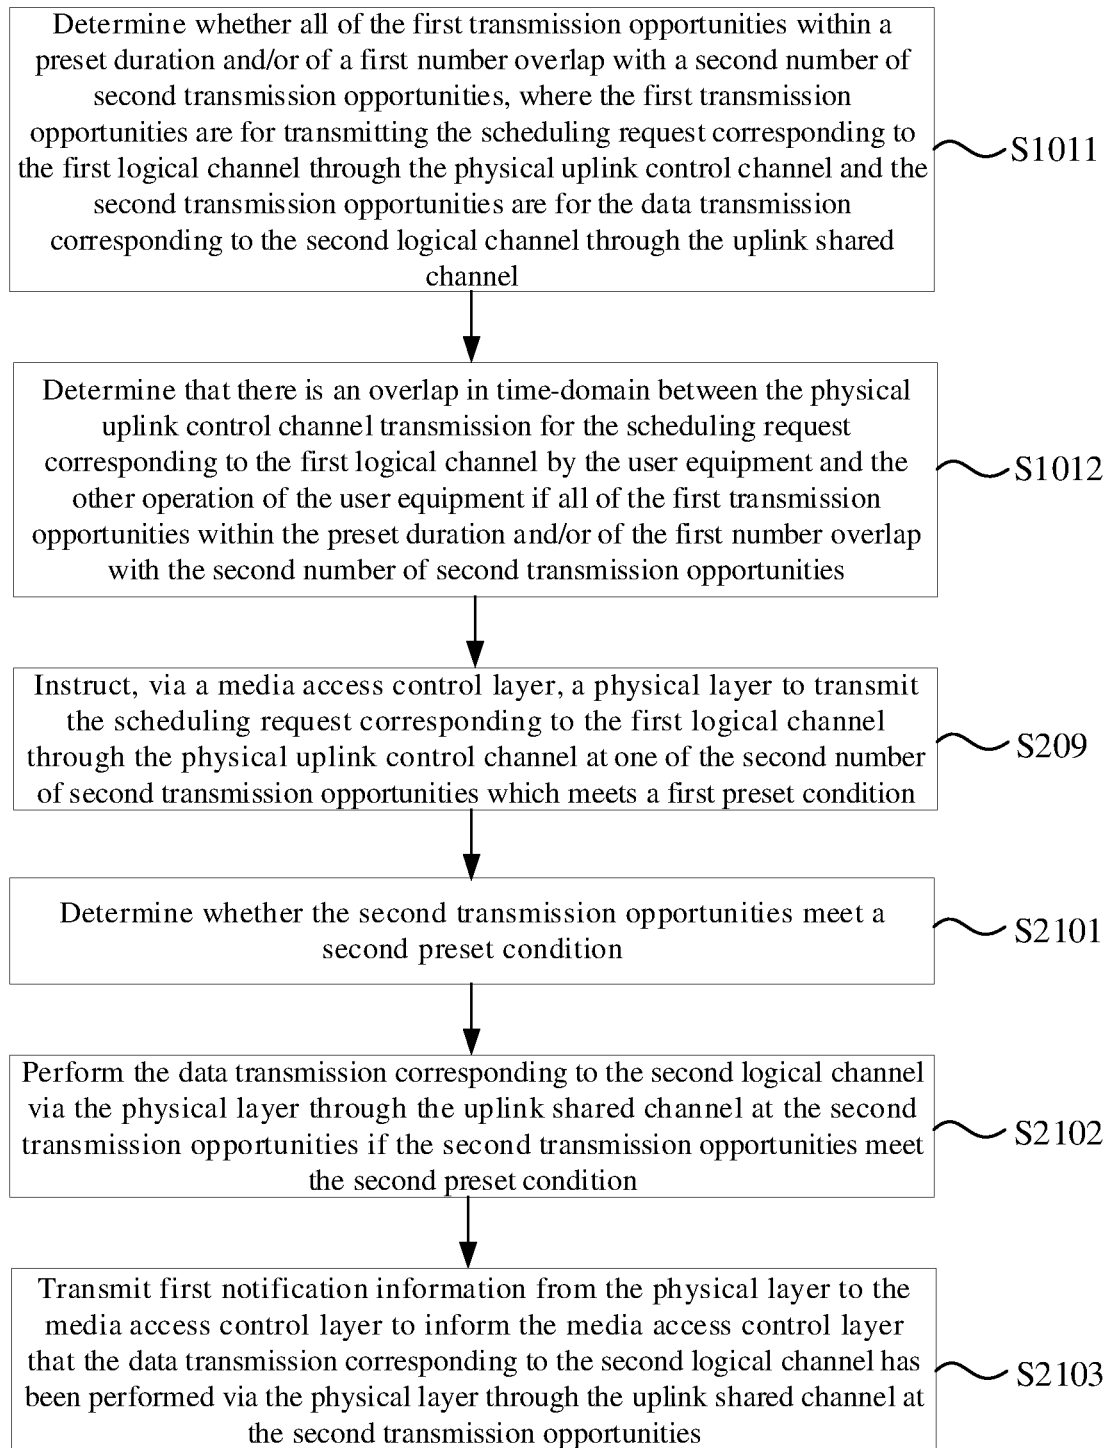 Determine whether all of the first transmission opportunities within a
preset duration and/or of a first number overlap with a second number of
second transmission opportunities, where the first transmission
opportunities are for transmitting the scheduling request corresponding to
the first logical channel through the physical uplink control channel and the
second transmission opportunities are for the data transmission
corresponding to the second logical channel through the uplink shared
channel
S1011
Determine that there is an overlap in time-domain between the physical
uplink control channel transmission for the scheduling request
corresponding to the first logical channel by the user equipment and the
other operation of the user equipment if all of the first transmission
opportunities within the preset duration and/or of the first number overlap
with the second number of second transmission opportunities
S1012
Instruct, via a media access control layer, a physical layer to transmit
the scheduling request corresponding to the first logical channel
through the physical uplink control channel at one of the second number
of second transmission opportunities which meets a first preset condition
S209
Determine whether the second transmission opportunities meet a
second preset condition
S2101
Perform the data transmission corresponding to the second logical channel
via the physical layer through the uplink shared channel at the second
transmission opportunities if the second transmission opportunities meet
the second preset condition
S2102
Transmit first notification information from the physical layer to the
media access control layer to inform the media access control layer
that the data transmission corresponding to the second logical channel has
been performed via the physical layer through the uplink shared channel at
the second transmission opportunities
S2103